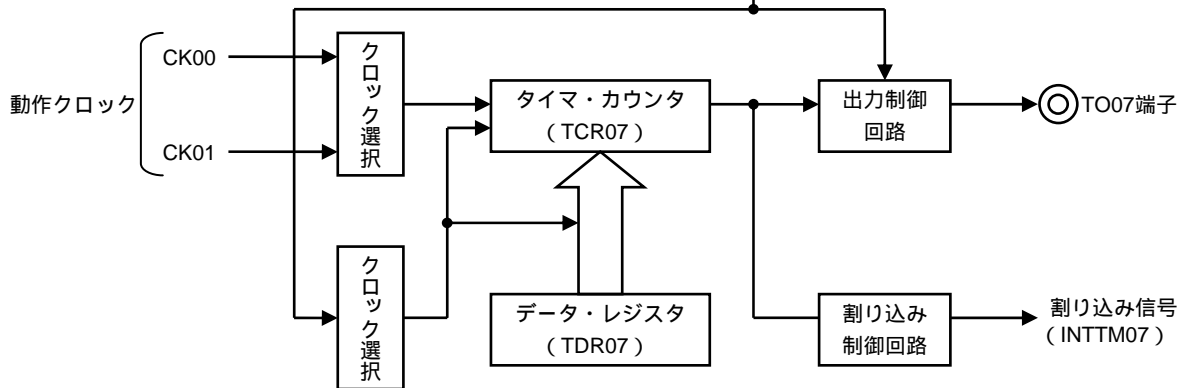 CK00
動作クロック
CK01
クロック選択
タイマ・カウンタ
（TCR07）
出力制御
回路
TO07端子
クロック選択
データ・レジスタ
（TDR07）
割り込み
制御回路
割り込み信号
（INTTM07）